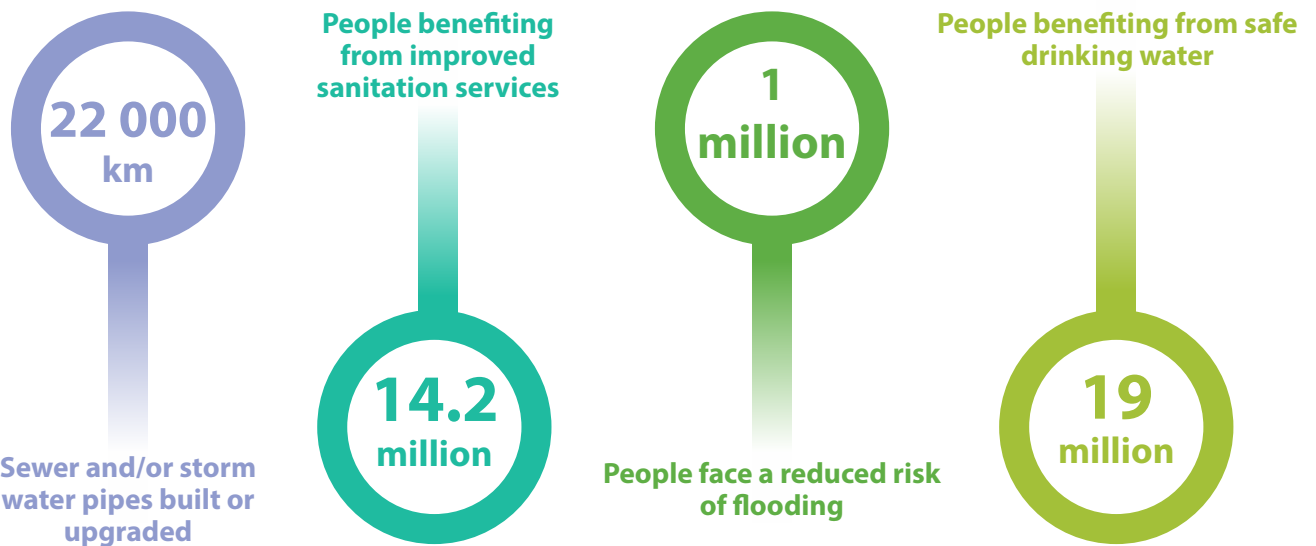 22 000
km
Sewer and/or storm
water pipes built or
upgraded
People benefiting
from improved
sanitation services
14.2
million
1
million
People face a reduced risk
of flooding
People benefiting from safe
drinking water
19
million